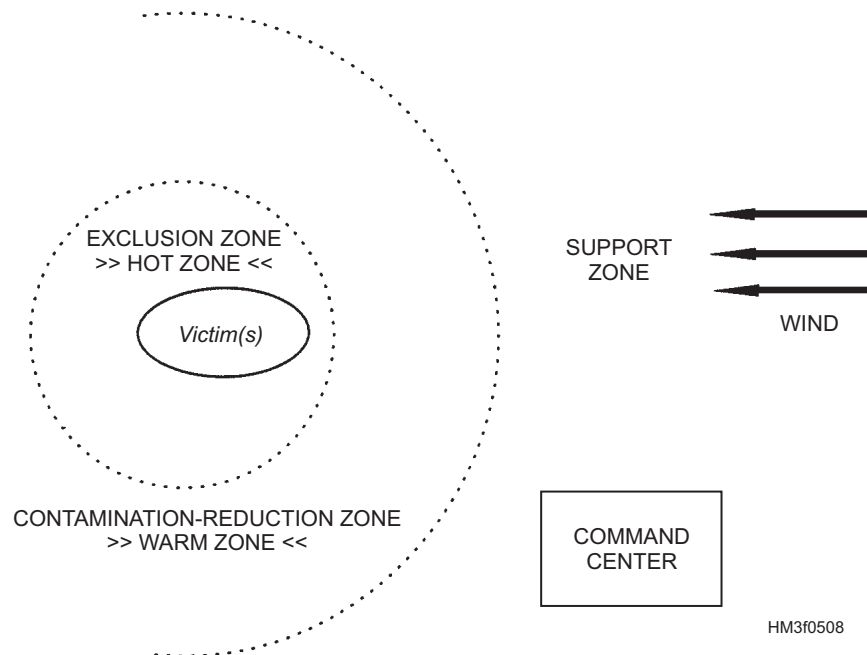 EXCLUSION ZONE
>> HOT ZONE <<
Victim(s)
SUPPORT
ZONE
WIND
CONTAMINATION-REDUCTION ZONE
>> WARM ZONE <<
COMMAND
CENTER
HM3f0508